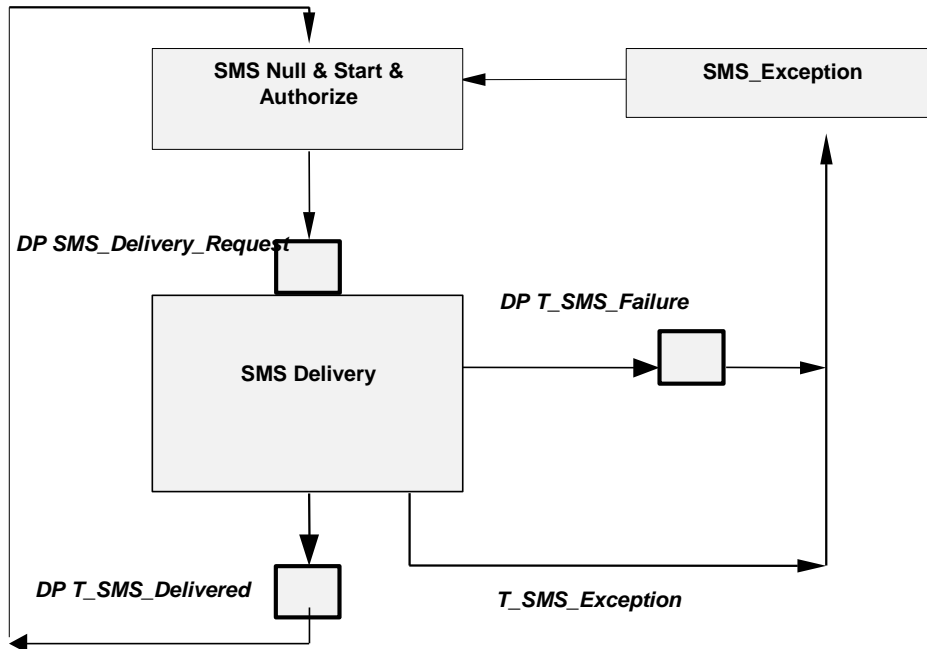 SMS Null & Start &
Authorize
SMS_Exception
DP SMS_Delivery_Request
DP T_SMS_Failure
SMS Delivery
DP T_SMS_Delivered
T_SMS_Exception